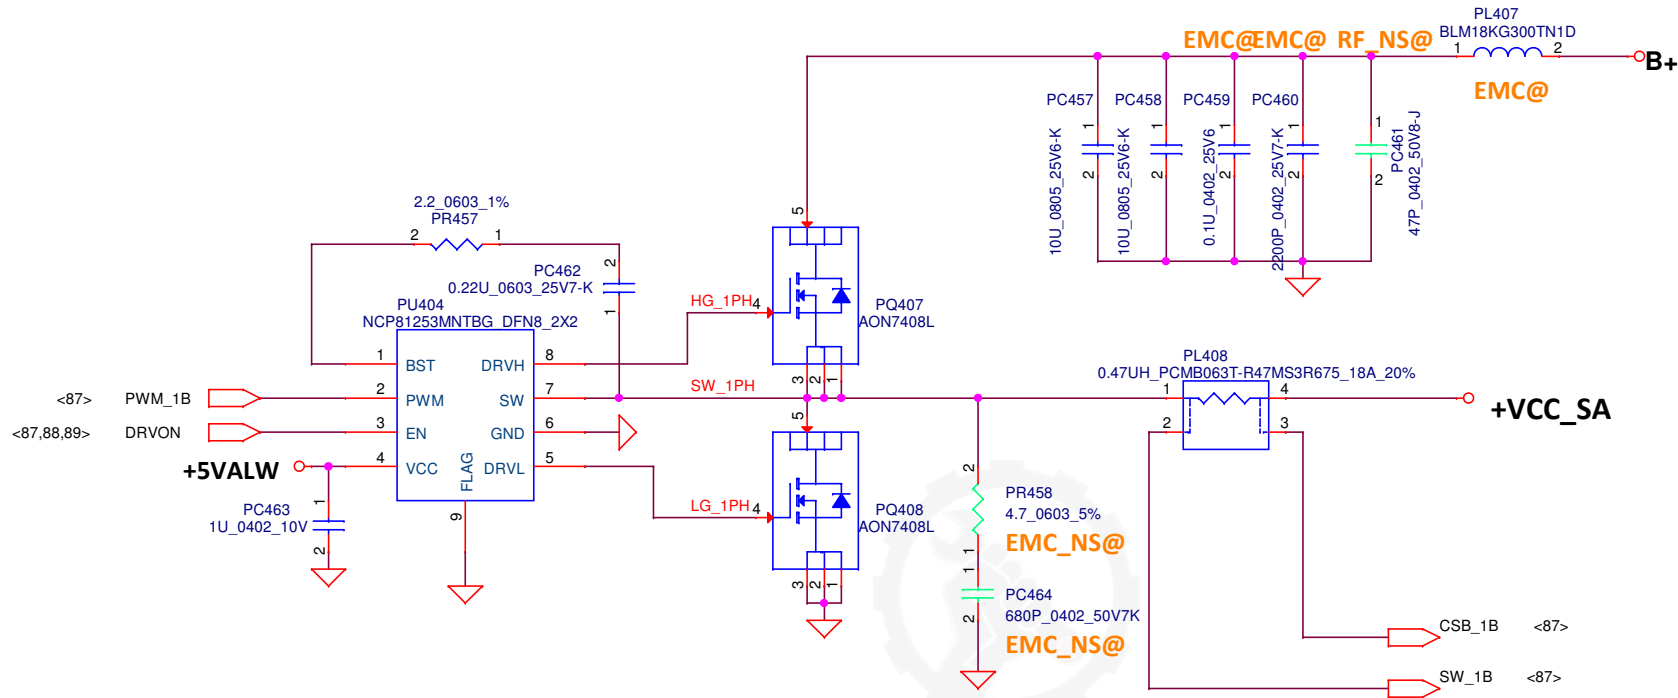 PL407
BLM18KG300TN1D
EMC@ EMC@ RF_NS@
1 2
B+
EMC@
PC457 PC458 PC459 PC460
1 1 1 1 1
10U_0805_25V6-K
10U_0805_25V6-K
0.1U_0402_25V6
2200P_0402_25V7-K
PC461
47P_0402_50V8-J
2 2 2 2 2
2.2_0603_1%
PR457
2 1
5
PC462
2
0.22U_0603_25V7-K
1
PU404
NCP81253MNTBG_DFN8_2X2
HG_1PH 4
PQ407
AON7408L
1 BST DRVH 8
3 2 1
PL408
0.47UH_PCMB063T-R47MS3R675_18A_20%
<87> PWM_1B 2 PWM SW 7
SW_1PH
1 4
+VCC_SA
<87,88,89> DRVON 3 EN GND 6
5
2 3
+5VALW 4 VCC DRVL 5
FLAG
9
PC463
1
1U_0402_10V
2
LG_1PH 4
PQ408
AON7408L
3 2 1
2
PR458
4.7_0603_5%
EMC_NS@
1
1
PC464
2
680P_0402_50V7K
EMC_NS@
CSB_1B <87>
SW_1B <87>